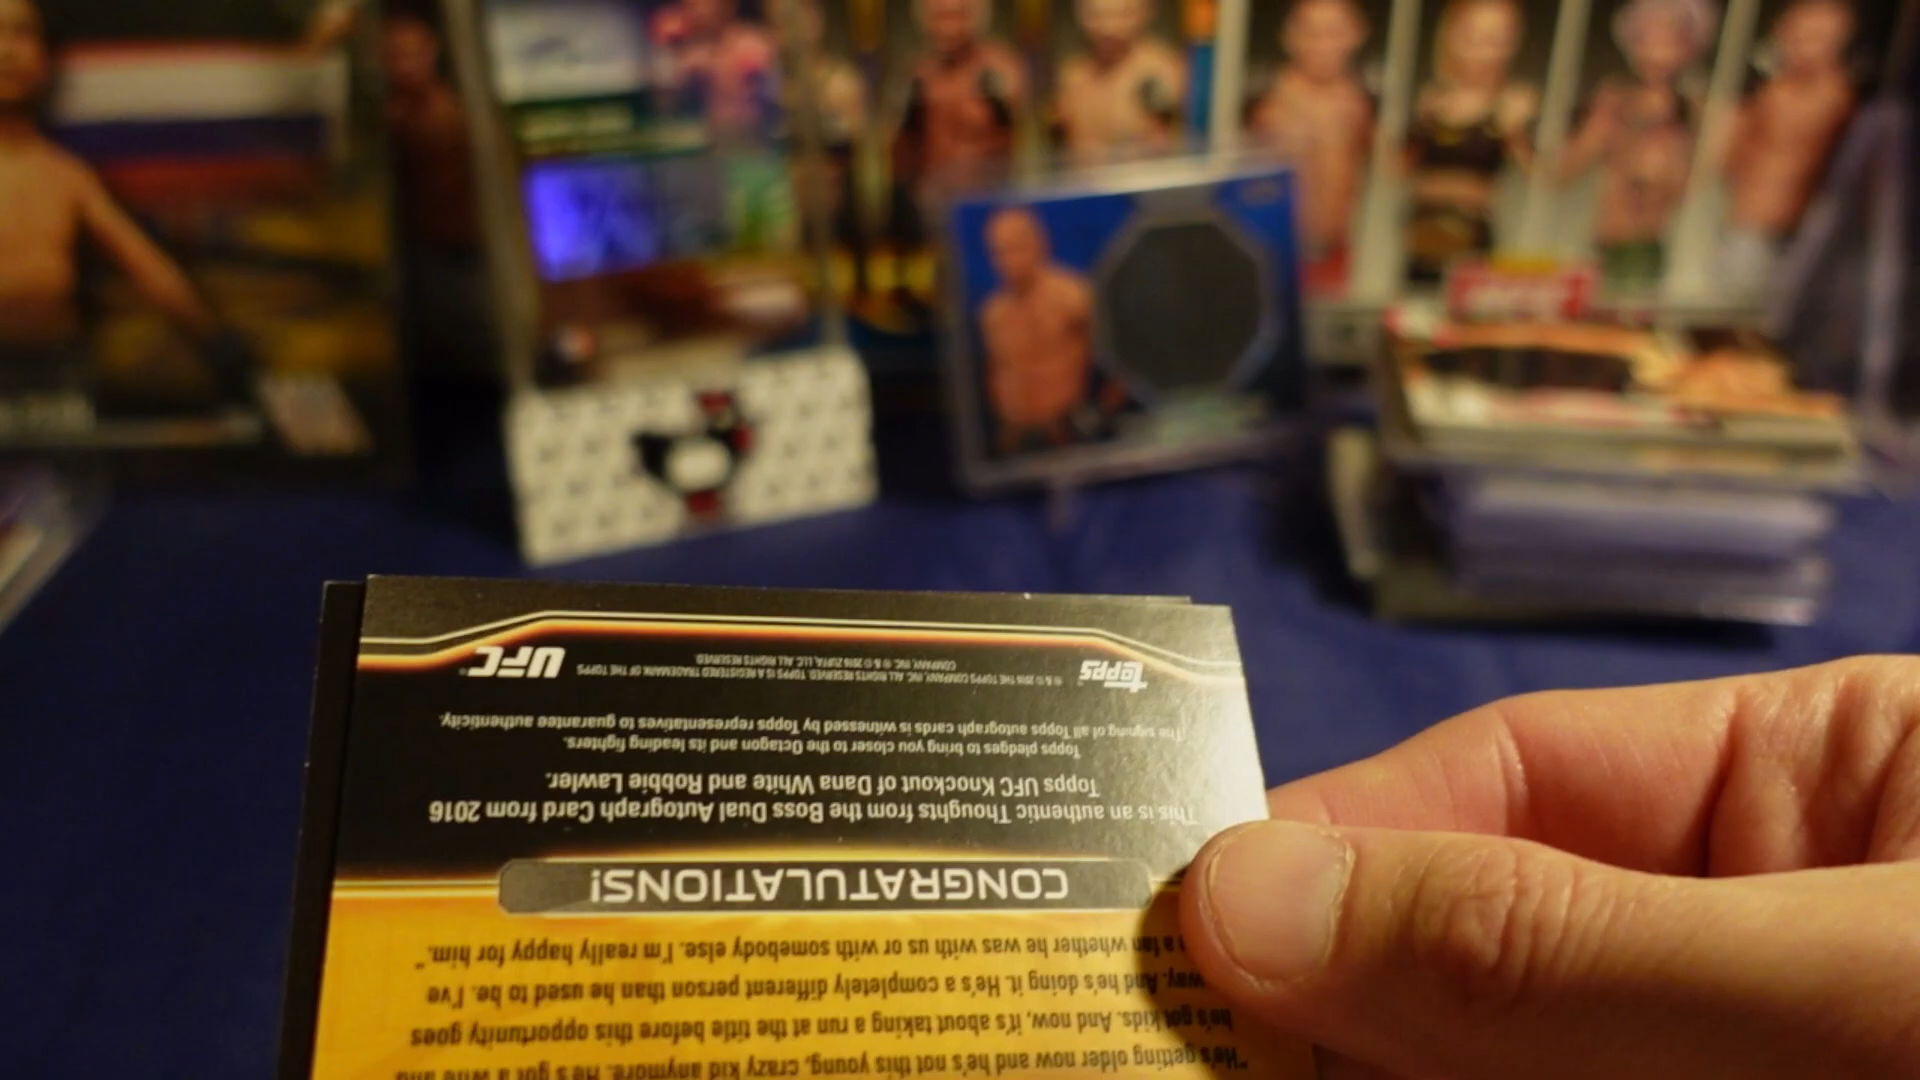 "He's getting older now and he's not this young, crazy kid anymore. He's got a wife and
he's got kids. And now, it's about taking a run at the title before this opportunity goes
way. And he's doing it. He's a completely different person than he used to be. I've
a fan whether he was with us or with somebody else. I'm really happy for him."
CONGRATULATIONS!
This is an authentic Thoughts from the Boss Dual Autograph Card from 2016
Topps UFC Knockout of Dana White and Robbie Lawler.
Topps pledges to bring you closer to the Octagon and its leading fighters.
The signing of all Topps autograph cards is witnessed by Topps representatives to guarantee authenticity.
topps
® & © 2016 THE TOPPS COMPANY, INC. ALL RIGHTS RESERVED. TOPPS IS A REGISTERED TRADEMARK OF THE TOPPS
COMPANY, INC. ® & © 2016 ZUFFA, LLC. ALL RIGHTS RESERVED.
UFC